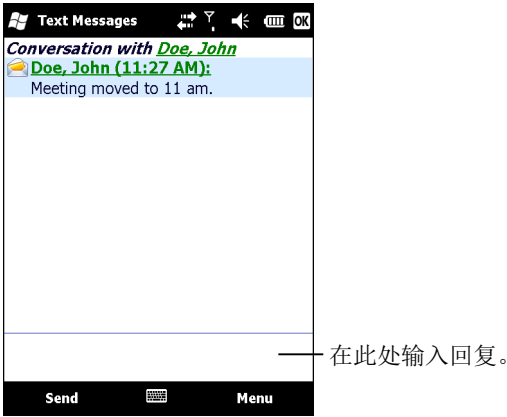 Text Messages OK
Conversation with Doe, John
Doe, John (11:27 AM):
Meeting moved to 11 am.
在此处输入回复。
Send Menu